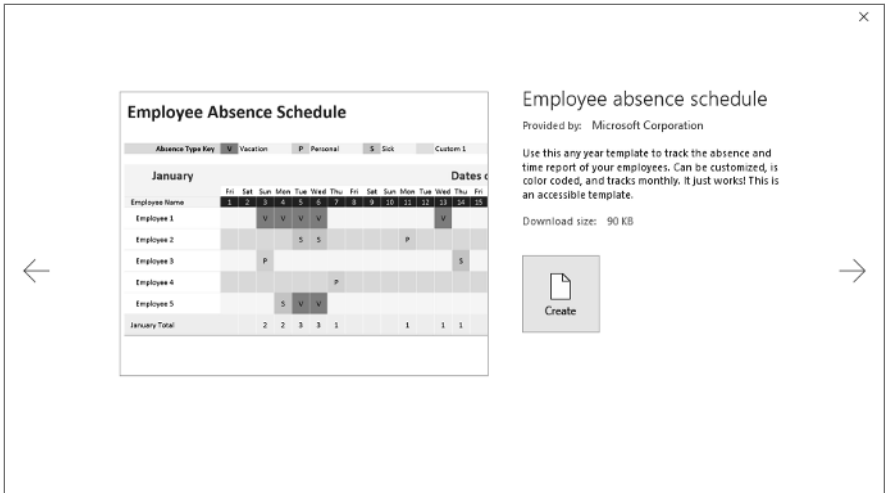 Employee Absence Schedule
Absence Type Key V Vacation P Personal S Sick Custom 1
January Dates o
Fri Sat Sun Mon Tue Wed Thu Fri Sat Sun Mon Tue Wed Thu Fri
Employee Name 1 2 3 4 5 6 7 8 9 10 11 12 13 14 15
Employee 1 V V V V V
Employee 2 S S P
Employee 3 P S
Employee 4 P
Employee 5 S V V
January Total 2 2 3 3 1 1 1 1
Employee absence schedule
Provided by: Microsoft Corporation
Use this any year template to track the absence and
time report of your employees. Can be customized, is
color coded, and tracks monthly. It just works! This is
an accessible template.
Download size: 90 KB
Create